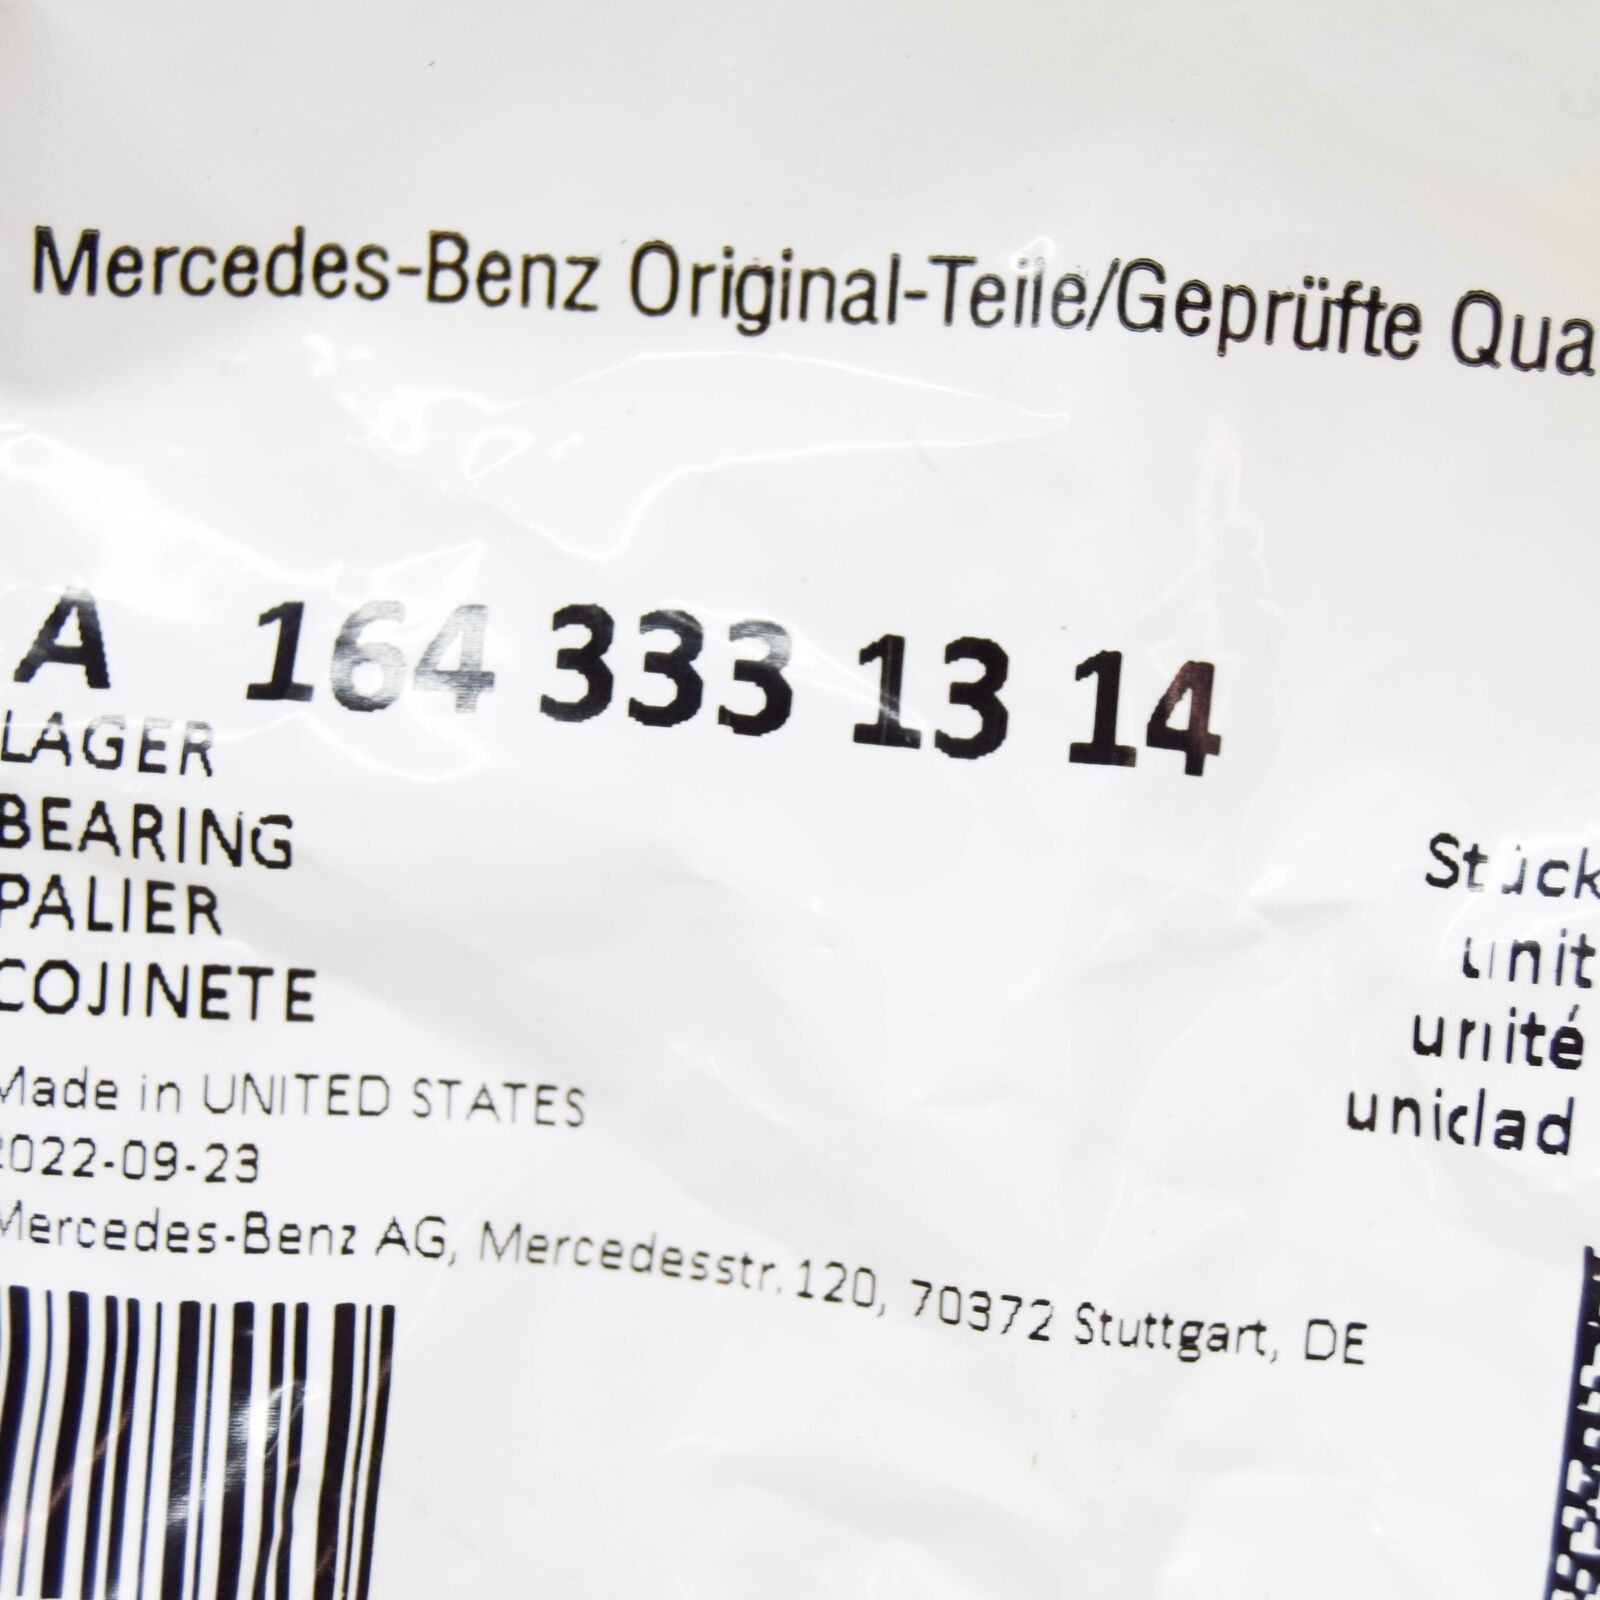 Mercedes-Benz Original-Teile/Geprüfte Qua
A 164 333 13 14
LAGER
BEARING
PALIER
COJINETE
Stück
unit
unité
unidad
Made in UNITED STATES
2022-09-23
Mercedes-Benz AG, Mercedesstr.120, 70372 Stuttgart, DE